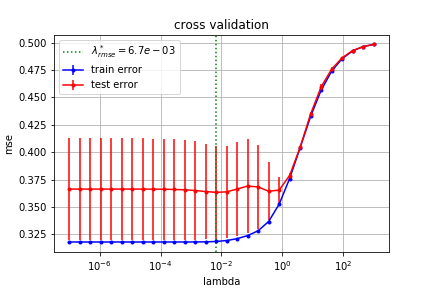 cross validation
λ*rmse = 6.7e − 03
train error
test error
0.500
0.475
0.450
0.425
0.400
0.375
0.350
0.325
mse
10⁻⁶ 10⁻⁴ 10⁻² 10⁰ 10²
lambda